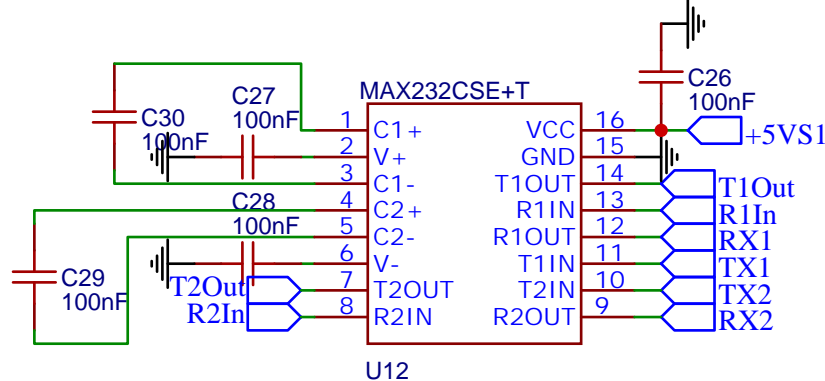 MAX232CSE+T
C26
100nF
+5VS1
C30
100nF
C27
100nF
C28
100nF
C29
100nF
1 C1+
2 V+
3 C1-
4 C2+
5 C2-
6 V-
7 T2OUT
8 R2IN
VCC 16
GND 15
T1OUT 14
R1IN 13
R1OUT 12
T1IN 11
T2IN 10
R2OUT 9
T2Out
R2In
T1Out
R1In
RX1
TX1
TX2
RX2
U12